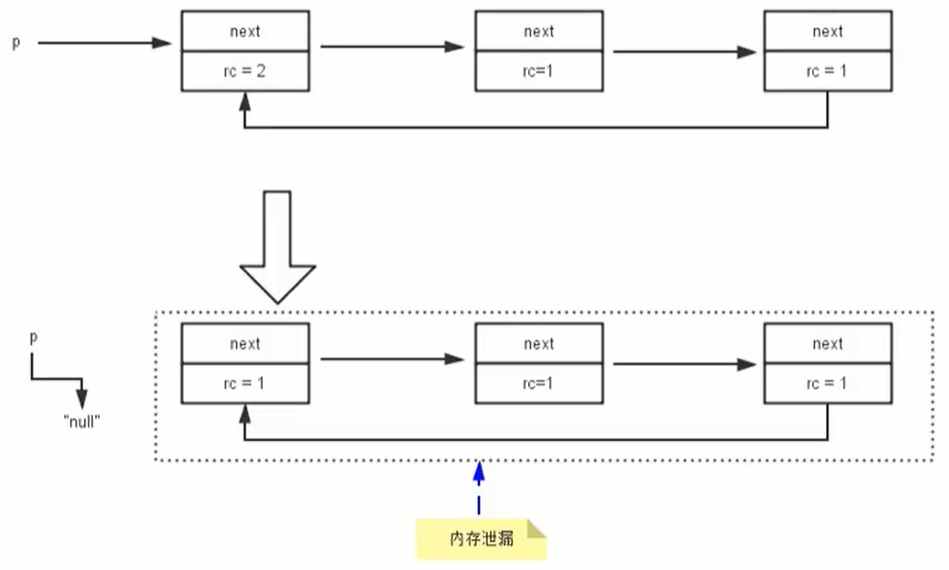 p
next
next
next
rc = 2
rc=1
rc = 1
p
next
next
next
rc = 1
rc=1
rc = 1
"null"
内存泄漏